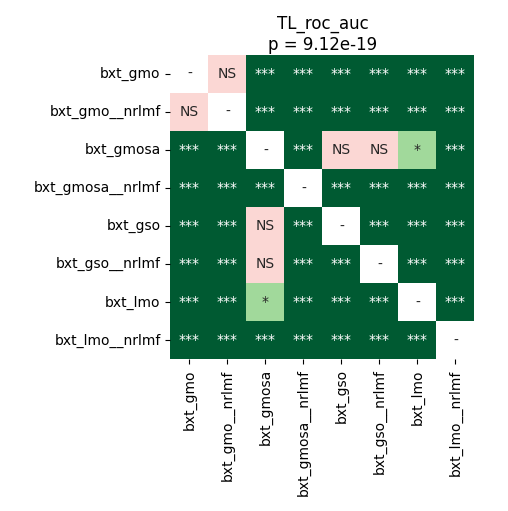 TL_roc_auc
p = 9.12e-19
bxt_gmo - NS *** *** *** *** *** ***
bxt_gmo__nrlmf NS - *** *** *** *** *** ***
bxt_gmosa *** *** - *** NS NS * ***
bxt_gmosa__nrlmf *** *** *** - *** *** *** ***
bxt_gso *** *** NS *** - *** *** ***
bxt_gso__nrlmf *** *** NS *** *** - *** ***
bxt_lmo *** *** * *** *** *** - ***
bxt_lmo__nrlmf *** *** *** *** *** *** *** -
bxt_gmo
bxt_gmo__nrlmf
bxt_gmosa
bxt_gmosa__nrlmf
bxt_gso
bxt_gso__nrlmf
bxt_lmo
bxt_lmo__nrlmf